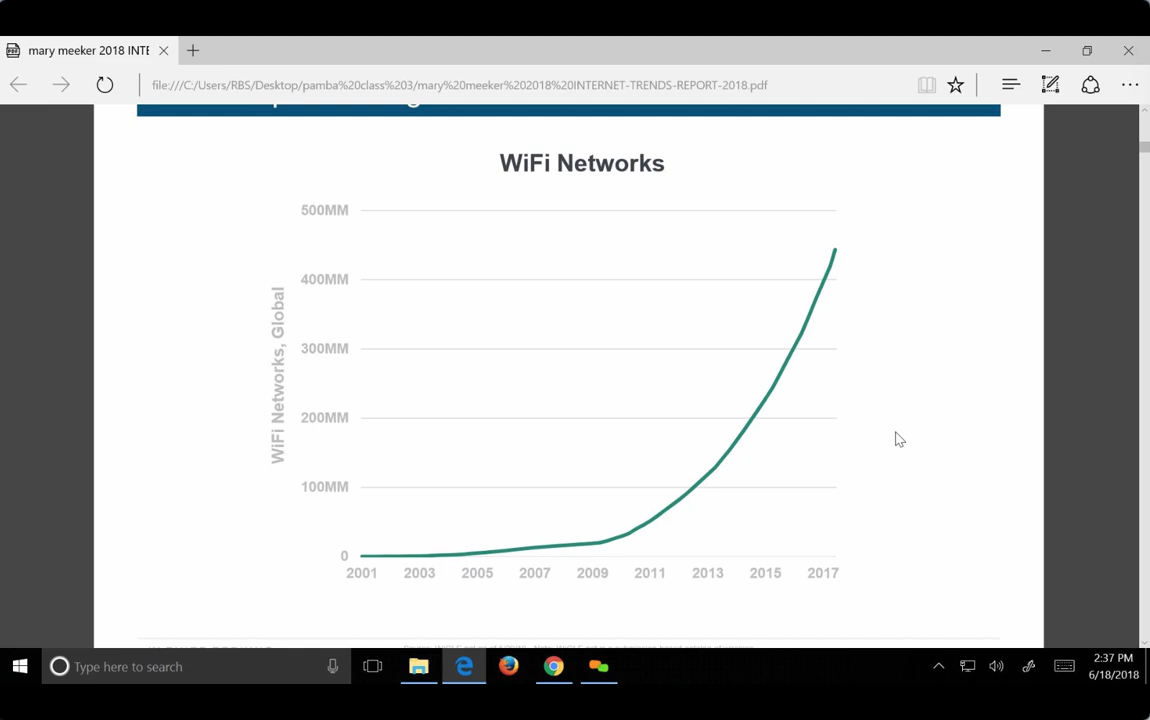 mary meeker 2018 INTE
file:///C:/Users/RBS/Desktop/pamba%20class%203/mary%20meeker%202018%20INTERNET-TRENDS-REPORT-2018.pdf
WiFi Networks
500MM
400MM
300MM
200MM
100MM
0
WiFi Networks, Global
2001 2003 2005 2007 2009 2011 2013 2015 2017
Type here to search
2:37 PM
6/18/2018